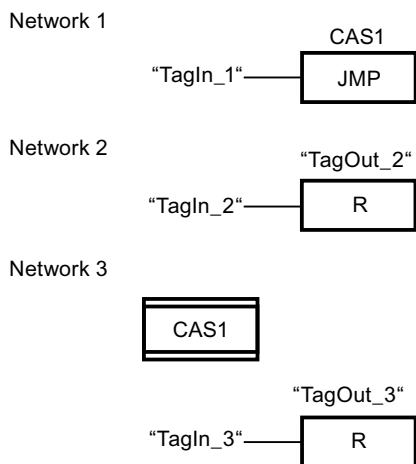 Network 1
CAS1
“TagIn_1“ JMP
Network 2
“TagOut_2“
“TagIn_2“ R
Network 3
CAS1
“TagOut_3“
“TagIn_3“ R